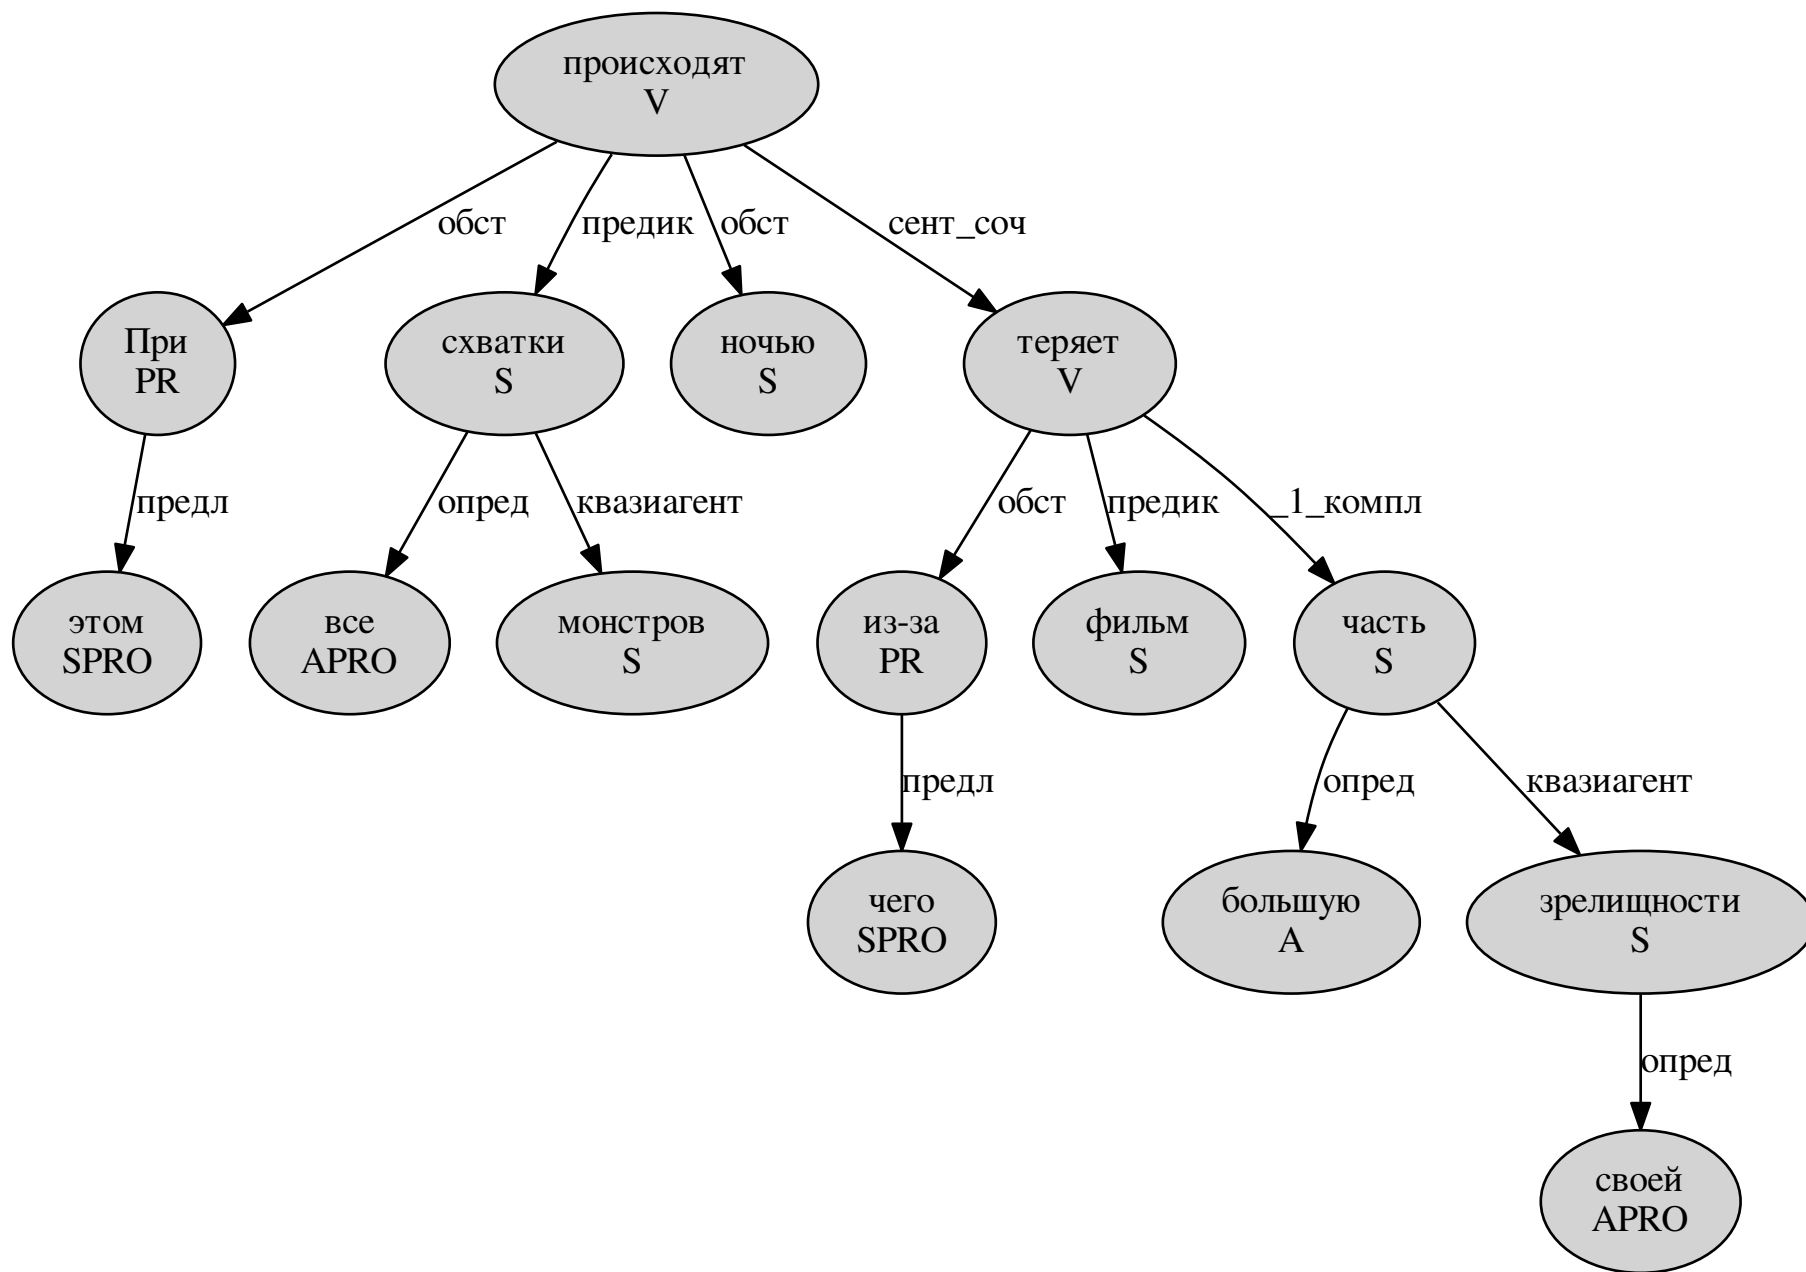 происходят
V
обст
предик
обст
сент_соч
При
PR
схватки
S
ночью
S
теряет
V
предл
опред
квазиагент
обст
предик
_1_компл
этом
SPRO
все
APRO
монстров
S
из-за
PR
фильм
S
часть
S
предл
опред
квазиагент
чего
SPRO
большую
A
зрелищности
S
опред
своей
APRO